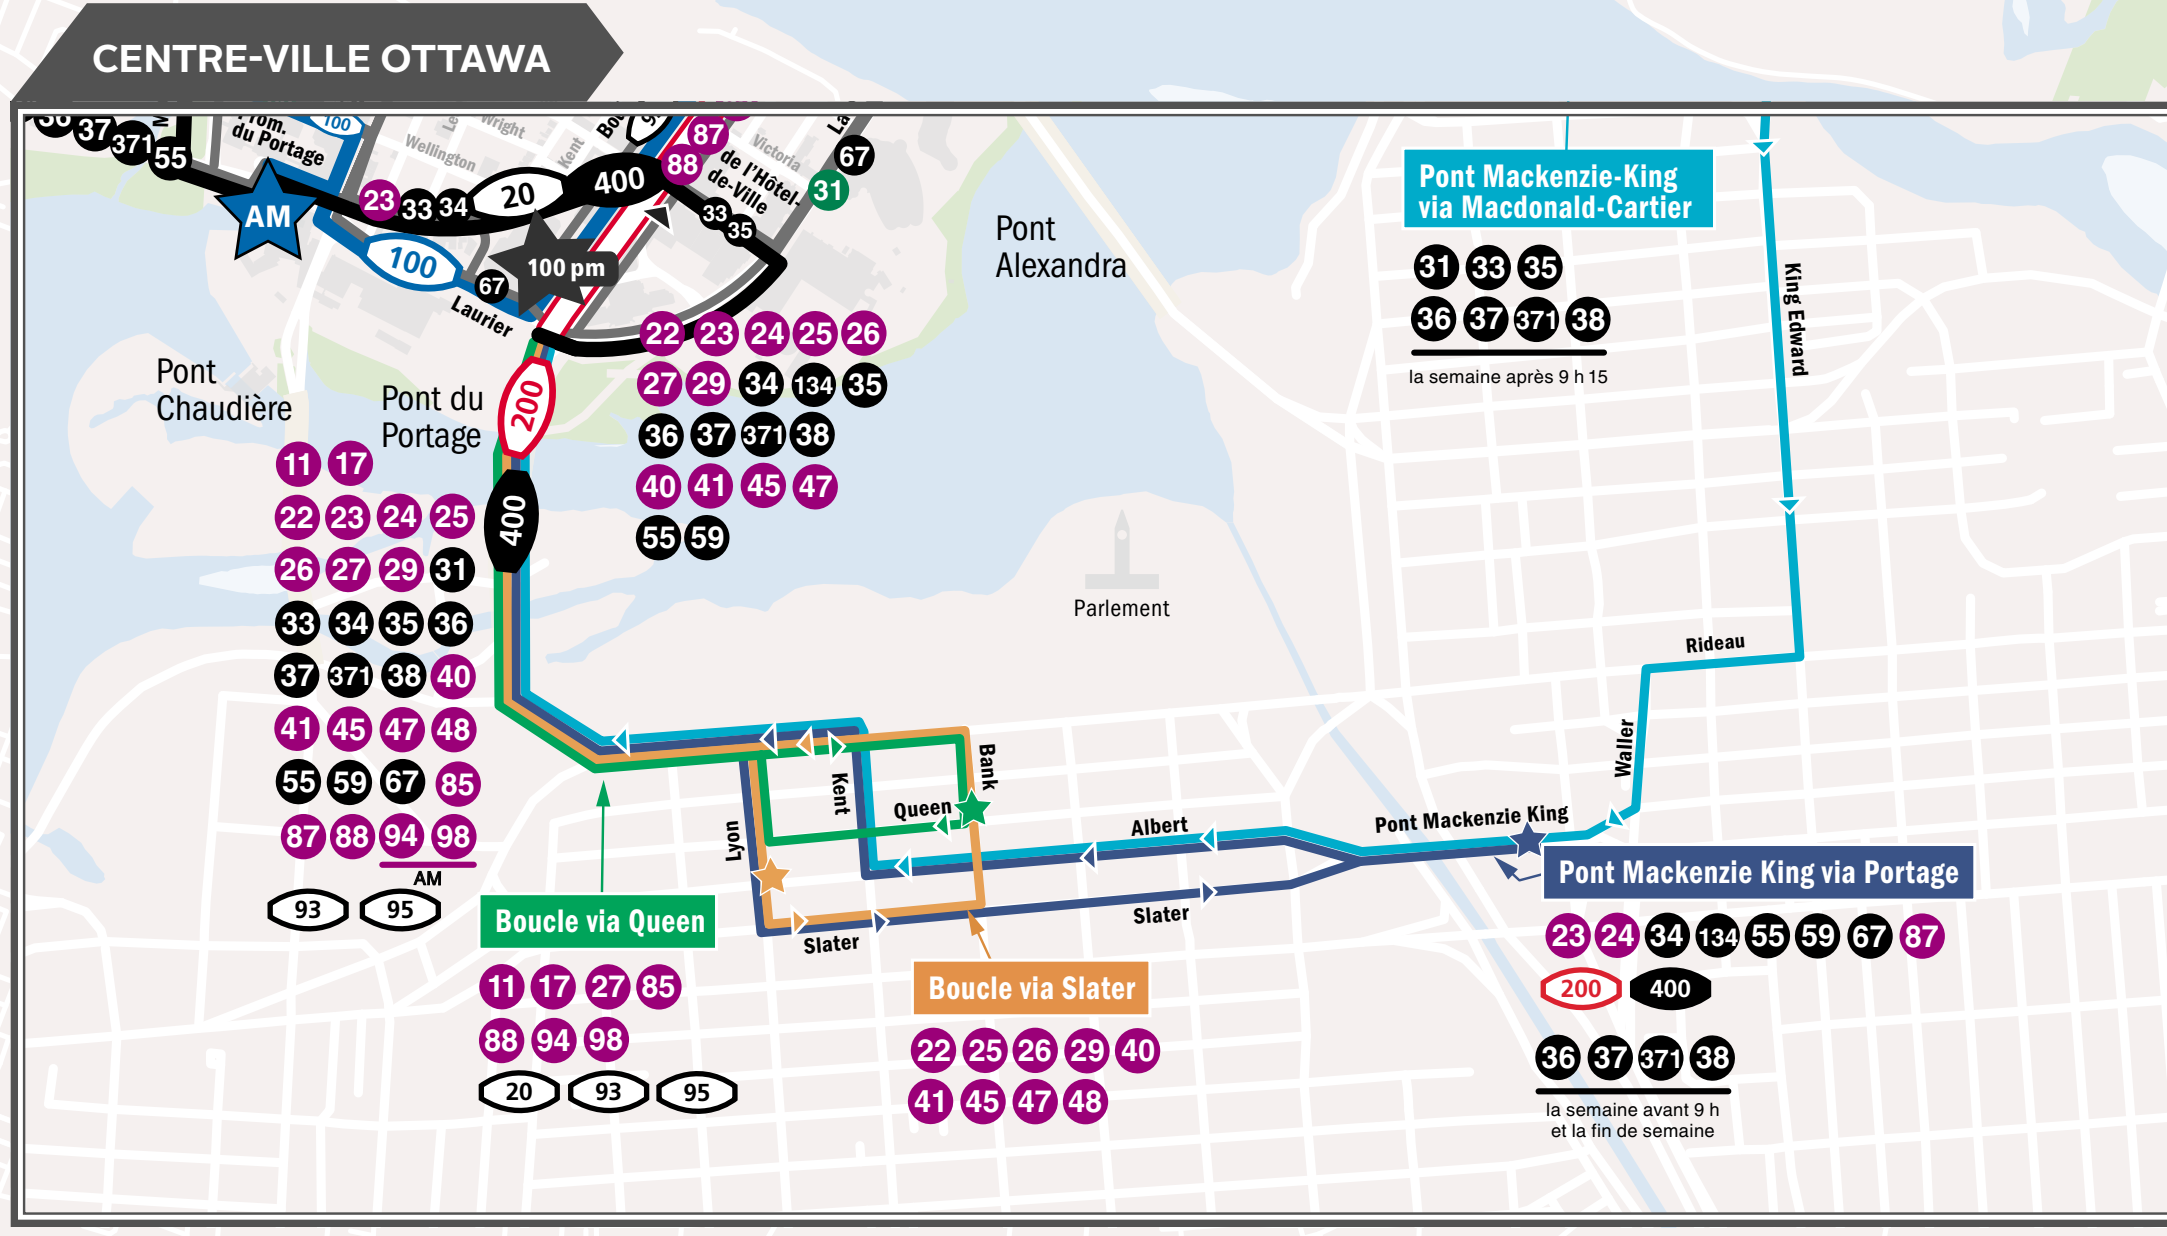 CENTRE-VILLE OTTAWA
37
371
55
du Portage
100
Wright
Wellington
Kent
Victoria
87
88
de l'Hôtel-
de-Ville
67
31
AM
23
33
34
20
400
33
35
100
67
100 pm
Laurier
Pont
Alexandra
Pont
Chaudière
Pont du
Portage
200
400
22 23 24 25 26
27 29 34 134 35
36 37 371 38
40 41 45 47
55 59
11 17
22 23 24 25
26 27 29 31
33 34 35 36
37 371 38 40
41 45 47 48
55 59 67 85
87 88 94 98
AM
93 95
Parlement
Pont Mackenzie-King
via Macdonald-Cartier
31 33 35
36 37 371 38
la semaine après 9 h 15
King Edward
Rideau
Waller
Bank
Kent
Queen
Lyon
Albert
Pont Mackenzie King
Slater
Slater
Boucle via Queen
11 17 27 85
88 94 98
20 93 95
Boucle via Slater
22 25 26 29 40
41 45 47 48
Pont Mackenzie King via Portage
23 24 34 134 55 59 67 87
200 400
36 37 371 38
la semaine avant 9 h
et la fin de semaine